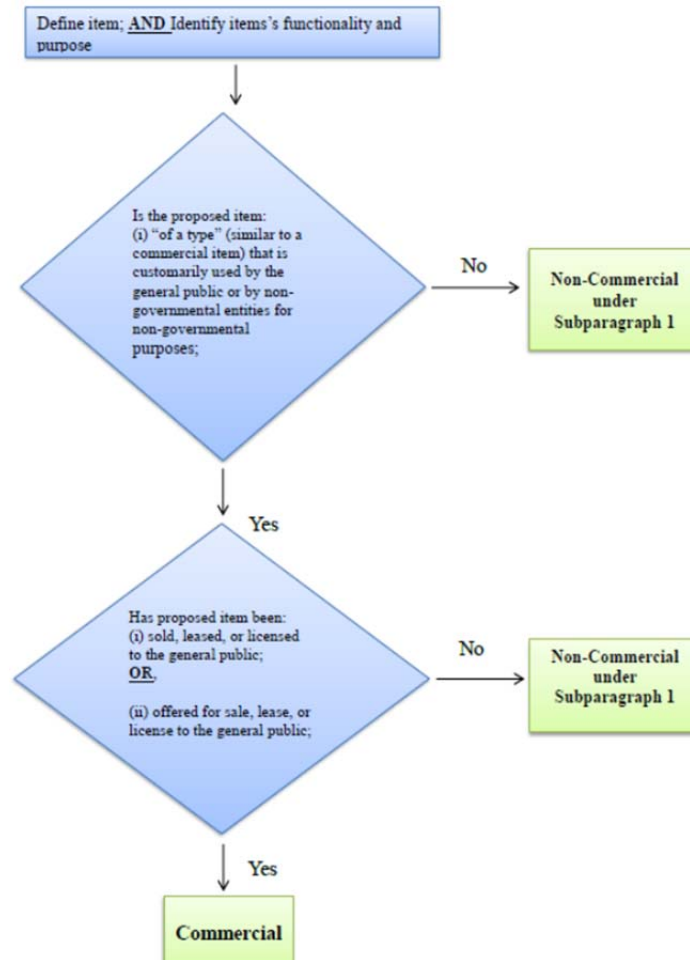 Define item; AND Identify items's functionality and
purpose
Is the proposed item:
(i) "of a type" (similar to a
commercial item) that is
customarily used by the
general public or by non-
governmental entities for
non-governmental
purposes;
No
Non-Commercial
under
Subparagraph 1
Yes
Has proposed item been:
(i) sold, leased, or licensed
to the general public;
OR,
(ii) offered for sale, lease, or
license to the general public;
No
Non-Commercial
under
Subparagraph 1
Yes
Commercial